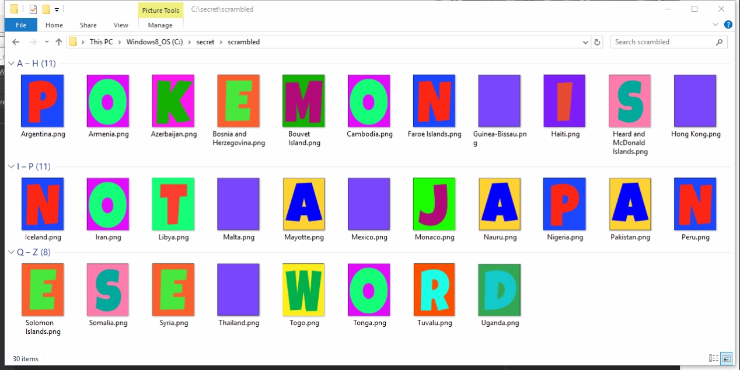 Picture Tools
C:\secret\scrambled
File Home Share View Manage
This PC > Windows8_OS (C:) > secret > scrambled
Search scrambled
A – H (11)
P O K E M O N I S
Argentina.png Armenia.png Azerbaijan.png Bosnia and Herzegovina.png Bouvet Island.png Cambodia.png Faroe Islands.png Guinea-Bissau.png Haiti.png Heard and McDonald Islands.png Hong Kong.png
I – P (11)
N O T A J A P A N
Iceland.png Iran.png Libya.png Malta.png Mayotte.png Mexico.png Monaco.png Nauru.png Nigeria.png Pakistan.png Peru.png
Q – Z (8)
E S E W O R D
Solomon Islands.png Somalia.png Syria.png Thailand.png Togo.png Tonga.png Tuvalu.png Uganda.png
30 items